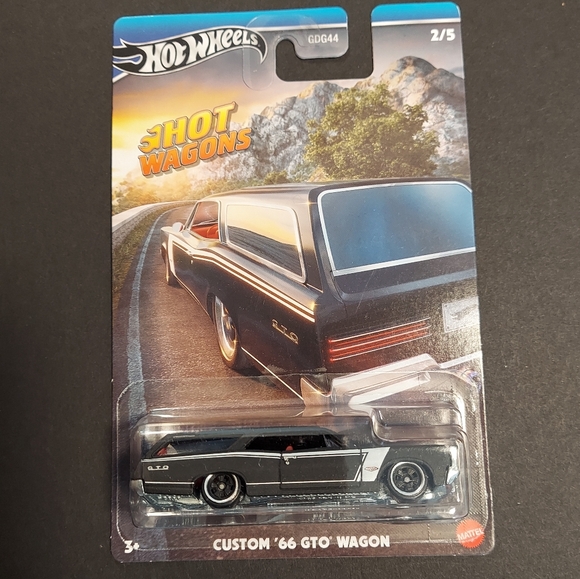 Hot Wheels
GDG44
2/5
HOT
WAGONS
GTO
GTO
3+
CUSTOM '66 GTO® WAGON
MATTEL